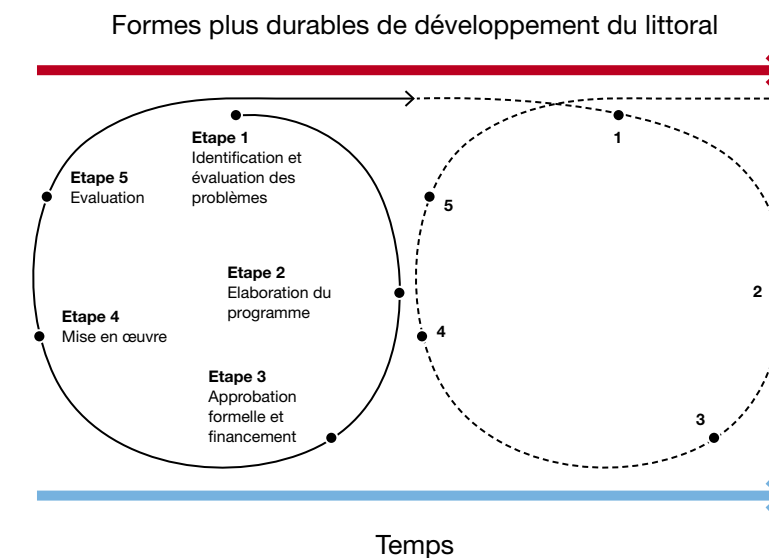 Formes plus durables de développement du littoral
Etape 1
Identification et
évaluation des
problèmes
Etape 2
Elaboration du
programme
Etape 3
Approbation
formelle et
financement
Etape 4
Mise en œuvre
Etape 5
Evaluation
1
2
3
4
5
Temps